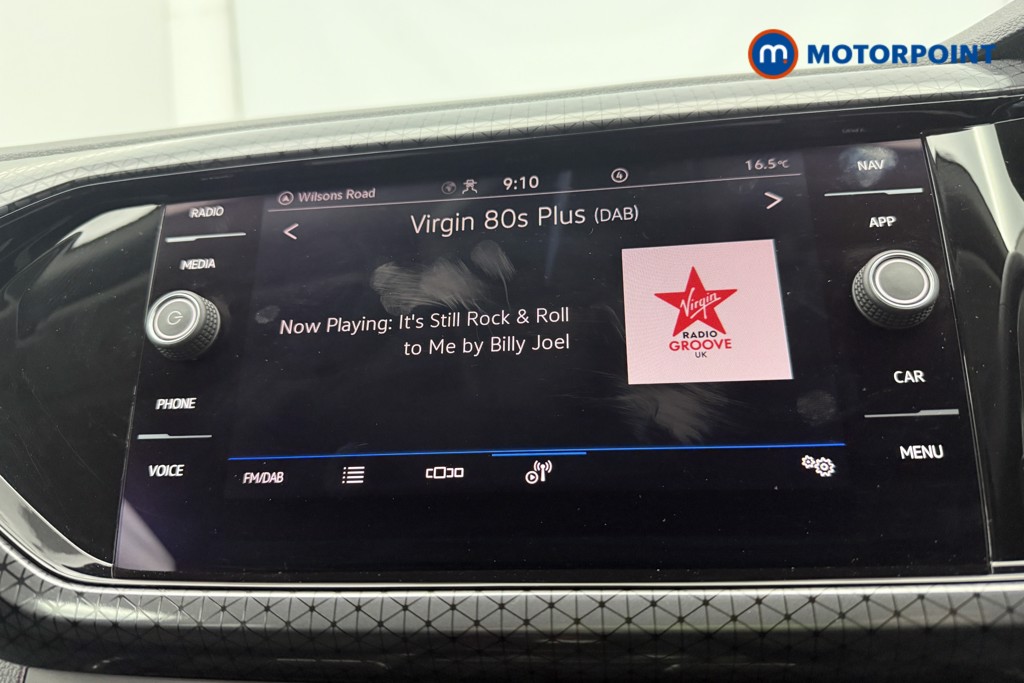 m. MOTORPOINT
RADIO
MEDIA
PHONE
VOICE
Wilsons Road
9:10
4
16.5°C
Virgin 80s Plus (DAB)
Now Playing: It's Still Rock & Roll
to Me by Billy Joel
Virgin
RADIO
GROOVE
UK
FM/DAB
NAV
APP
CAR
MENU